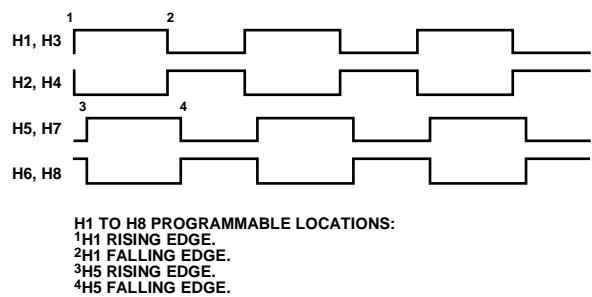 1 2
H1, H3
H2, H4
3 4
H5, H7
H6, H8
H1 TO H8 PROGRAMMABLE LOCATIONS:
1H1 RISING EDGE.
2H1 FALLING EDGE.
3H5 RISING EDGE.
4H5 FALLING EDGE.